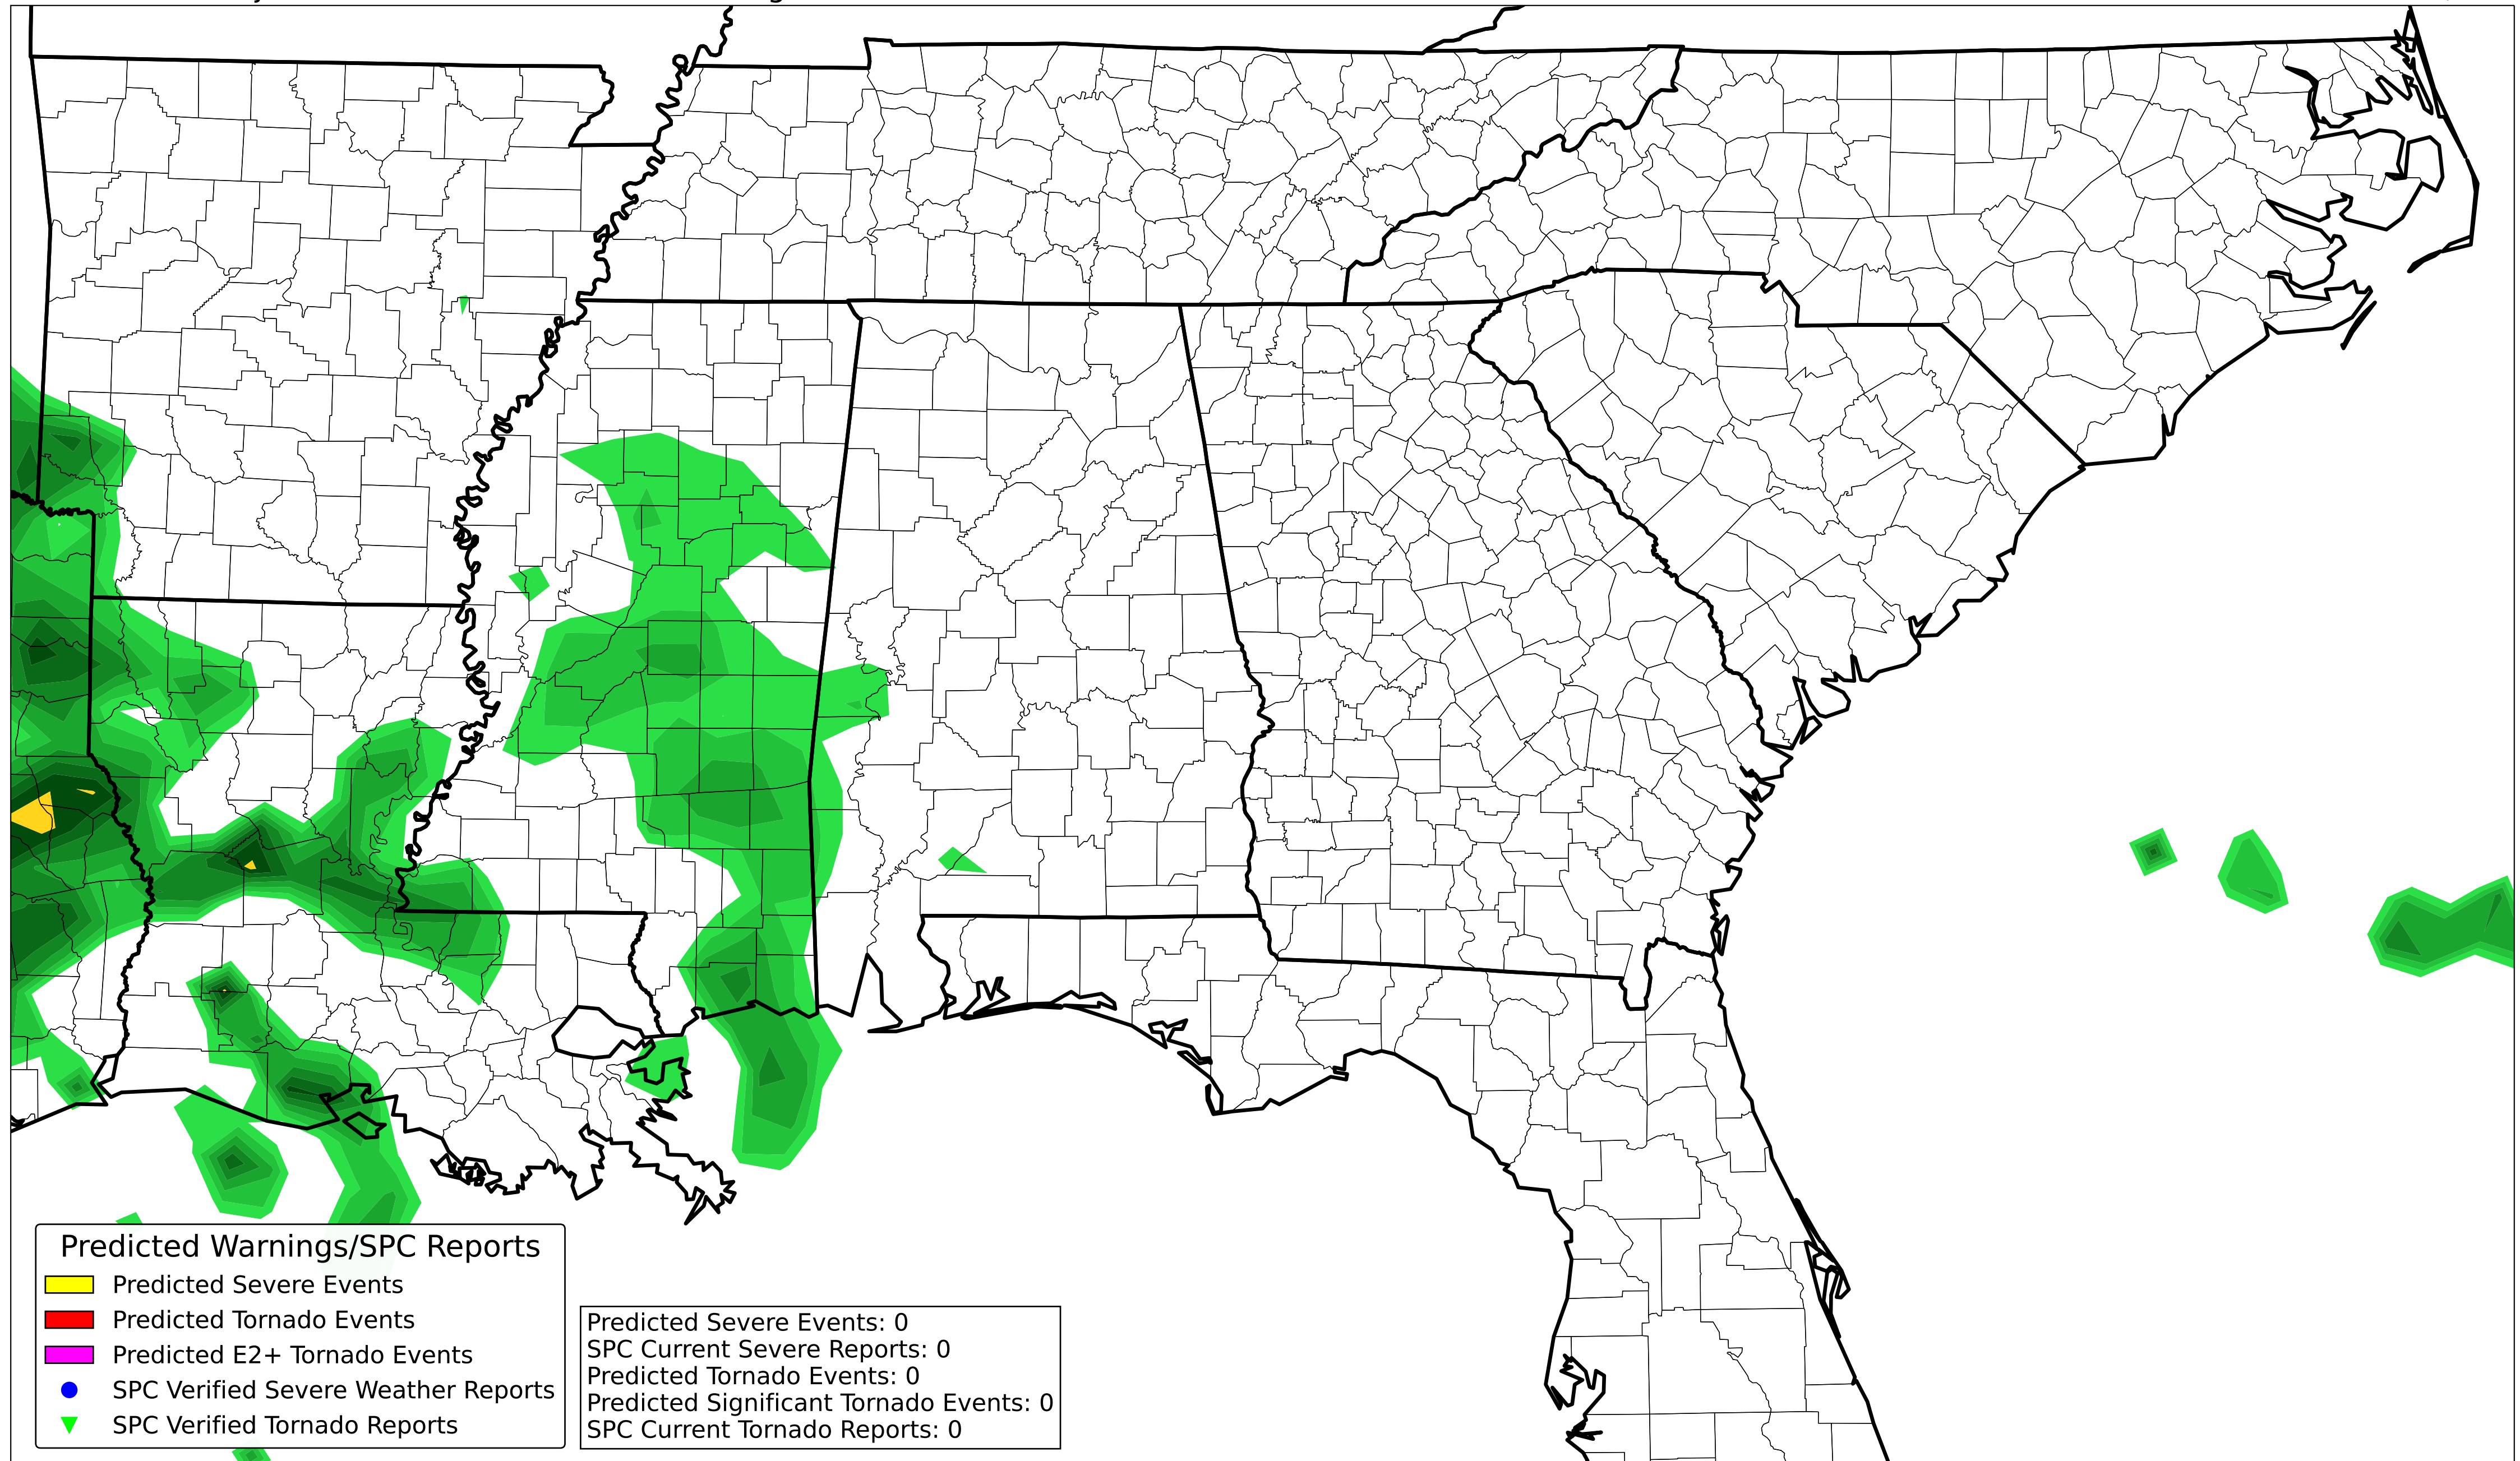 Predicted Warnings/SPC Reports
Predicted Severe Events
Predicted Tornado Events
Predicted E2+ Tornado Events
SPC Verified Severe Weather Reports
SPC Verified Tornado Reports
Predicted Severe Events: 0
SPC Current Severe Reports: 0
Predicted Tornado Events: 0
Predicted Significant Tornado Events: 0
SPC Current Tornado Reports: 0